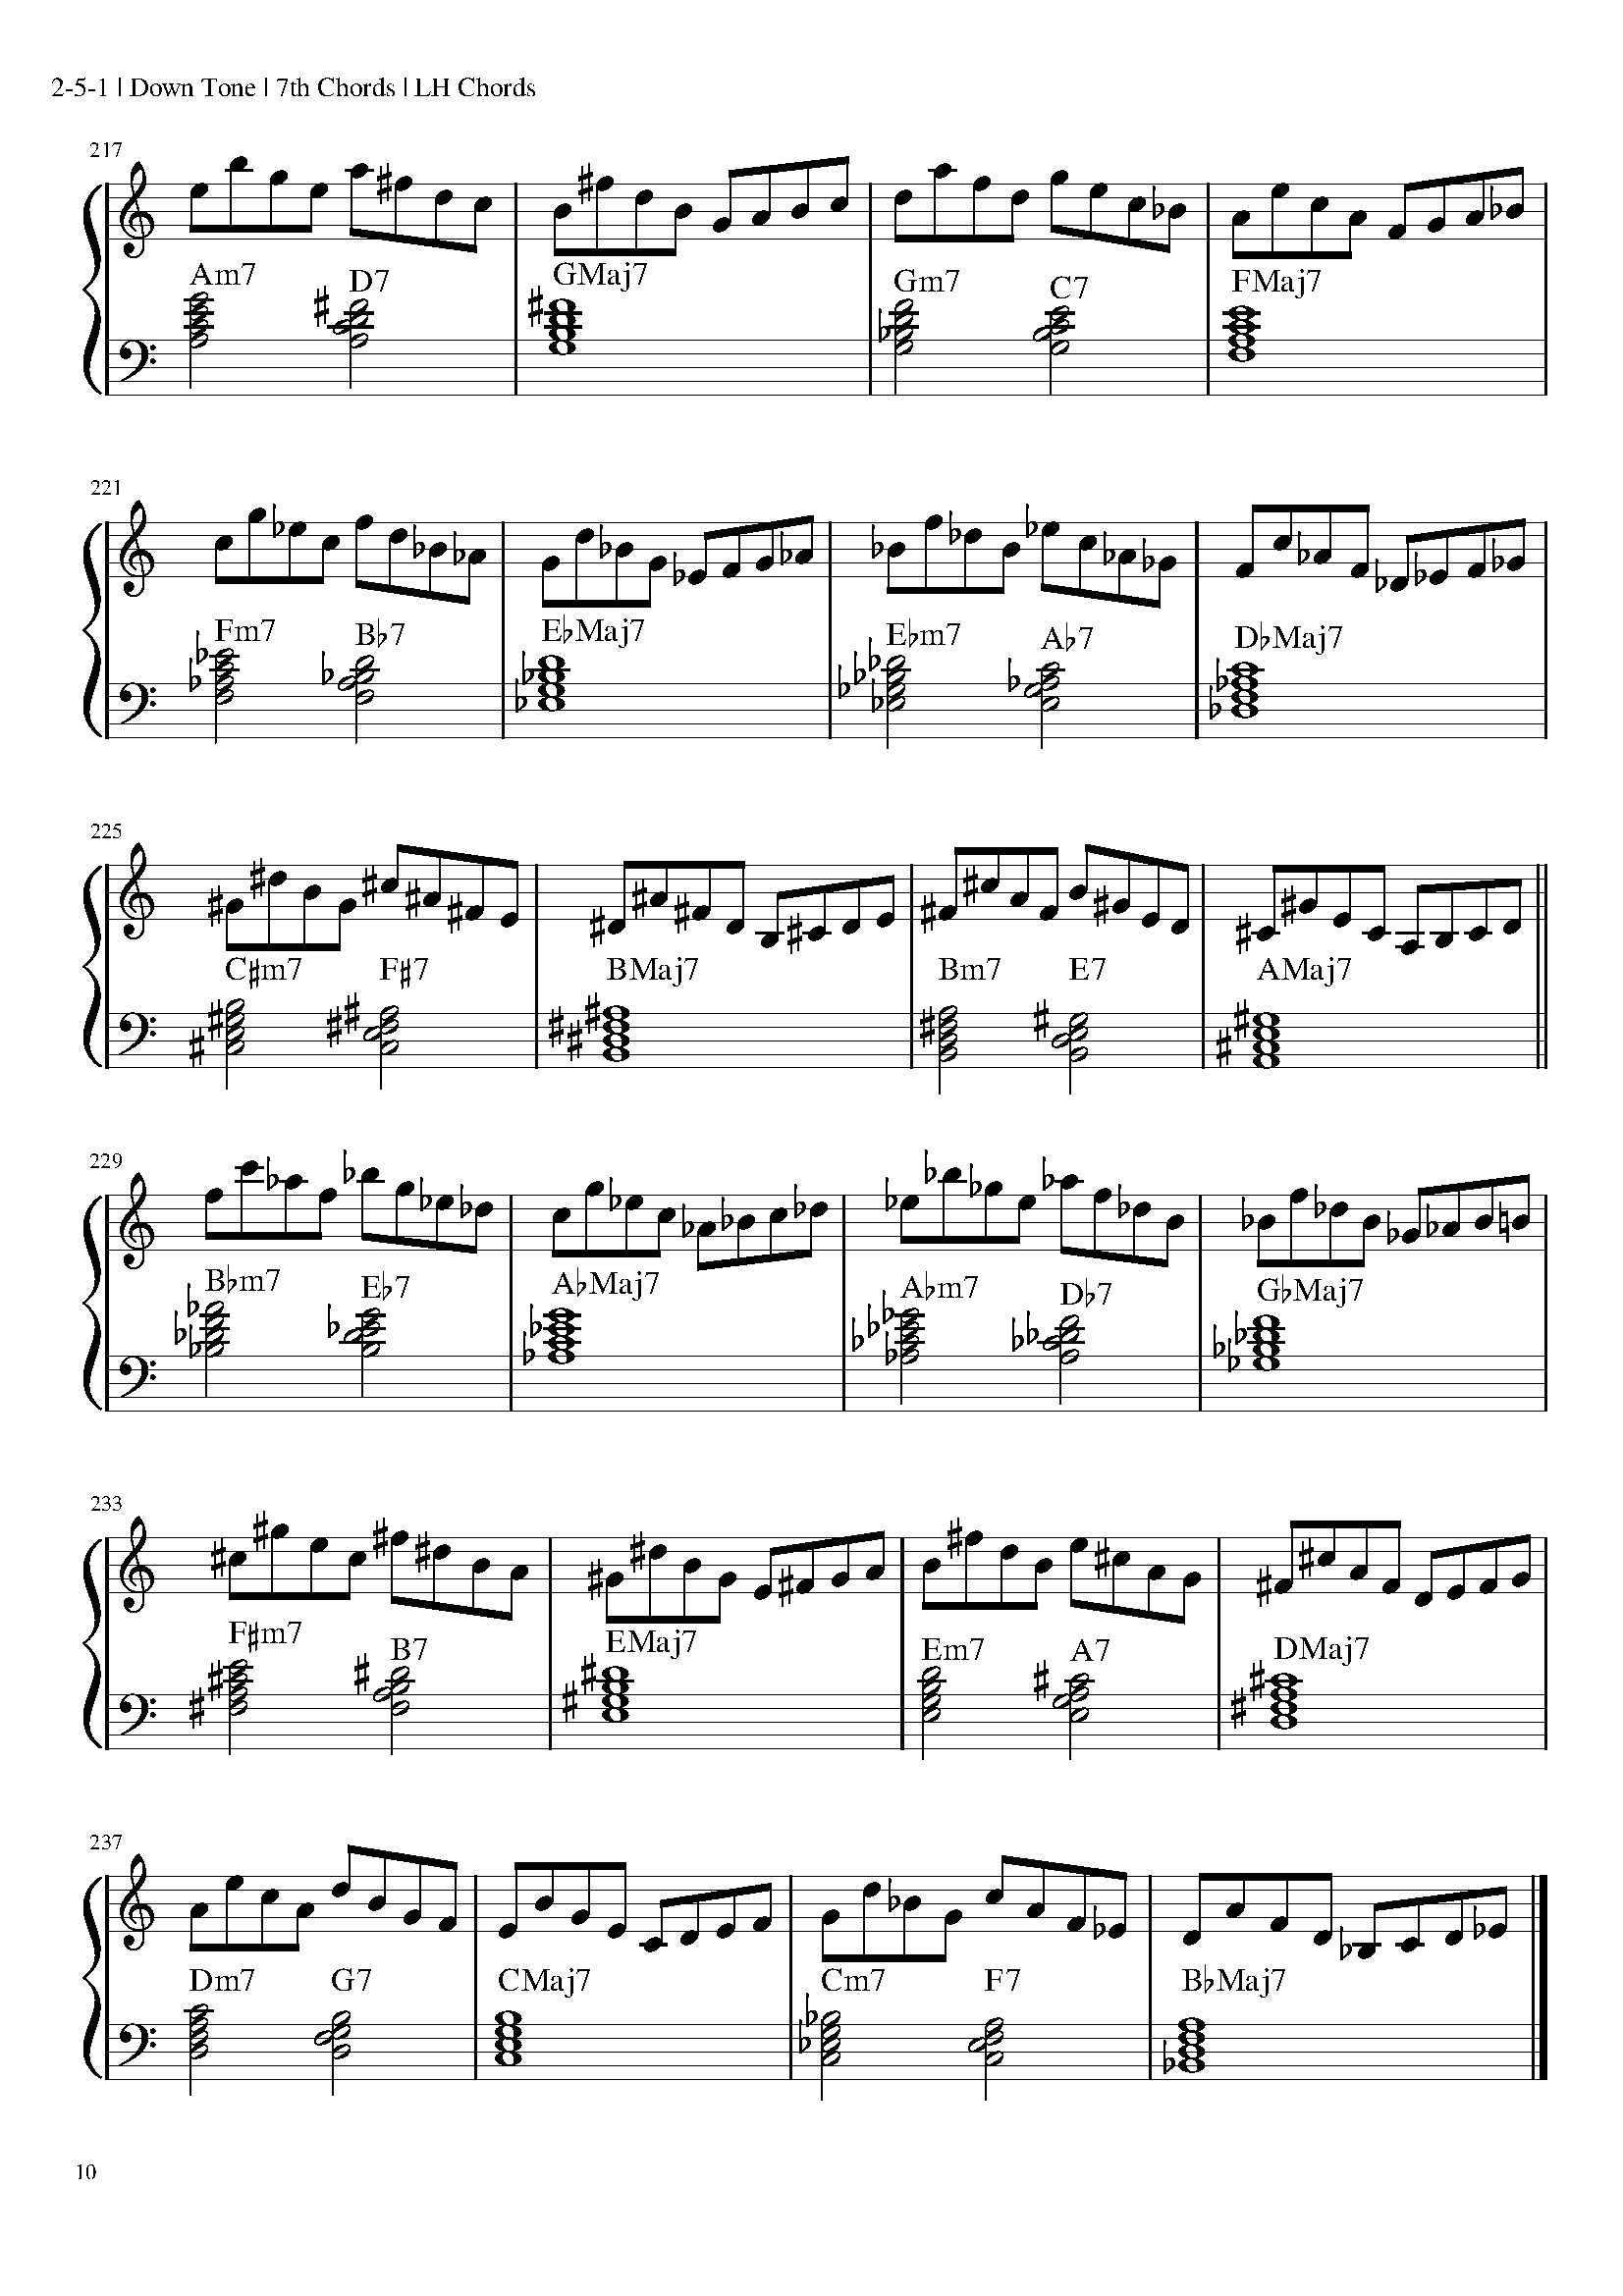 2-5-1 | Down Tone | 7th Chords | LH Chords
217
Am7 D7 GMaj7 Gm7 C7 FMaj7
221
Fm7 B♭7 E♭Maj7 E♭m7 A♭7 D♭Maj7
225
C♯m7 F♯7 BMaj7 Bm7 E7 AMaj7
229
B♭m7 E♭7 A♭Maj7 A♭m7 D♭7 G♭Maj7
233
F♯m7 B7 EMaj7 Em7 A7 DMaj7
237
Dm7 G7 CMaj7 Cm7 F7 B♭Maj7
10